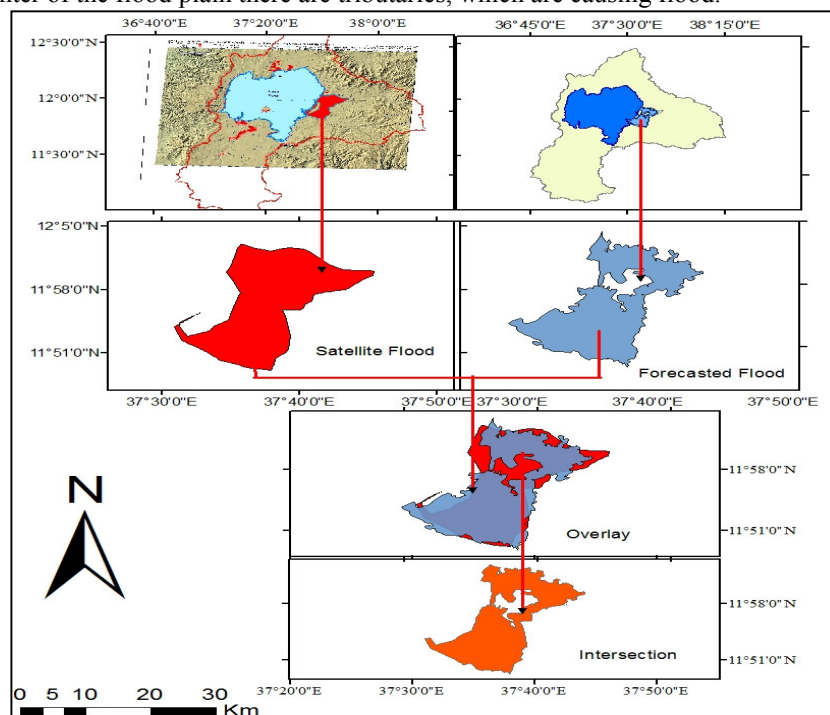 nter of the flood plain there are tributaries, which are causing flood.
36°40'0"E 37°20'0"E 38°0'0"E
36°45'0"E 37°30'0"E 38°15'0"E
12°30'0"N
12°0'0"N
11°30'0"N
12°5'0"N
11°58'0"N
11°51'0"N
Satellite Flood
Forecasted Flood
37°30'0"E 37°40'0"E 37°50'0"E
37°30'0"E 37°40'0"E 37°50'0"E
11°58'0"N
11°51'0"N
Overlay
N
11°58'0"N
11°51'0"N
Intersection
37°20'0"E 37°30'0"E 37°40'0"E 37°50'0"E
0 5 10 20 30
Km